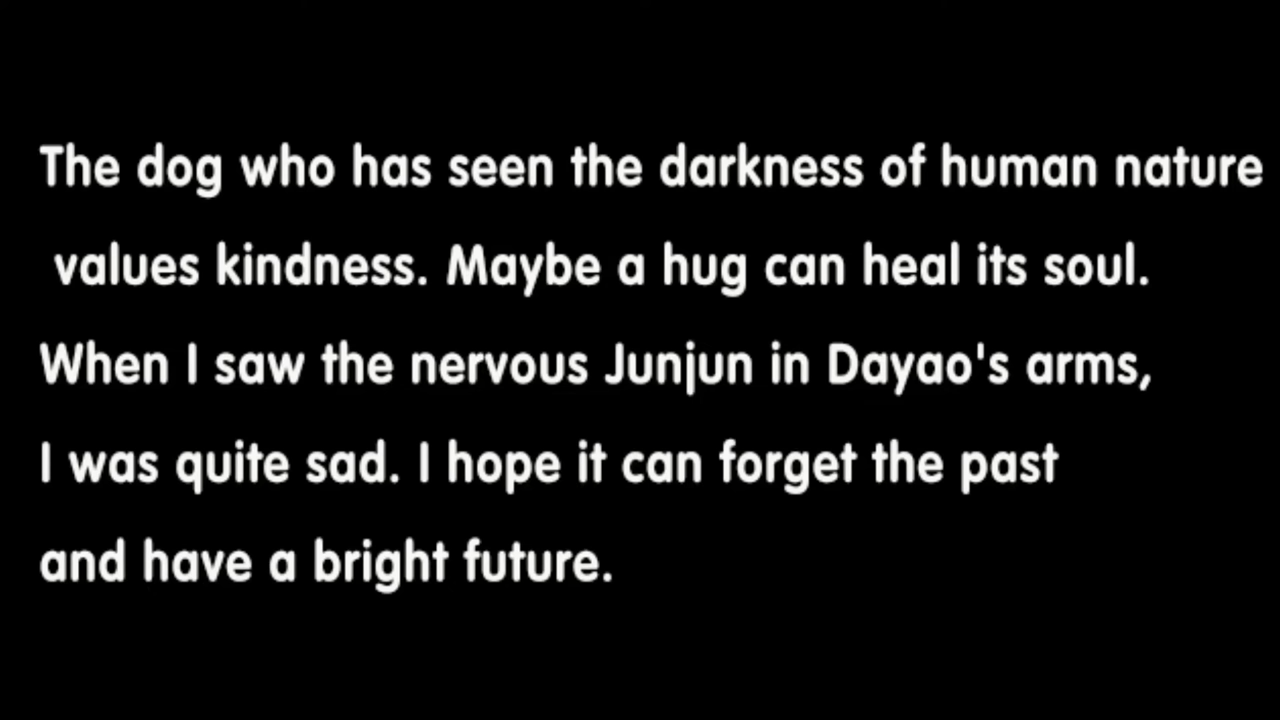 The dog who has seen the darkness of human nature
values kindness. Maybe a hug can heal its soul.
When I saw the nervous Junjun in Dayao's arms,
I was quite sad. I hope it can forget the past
and have a bright future.